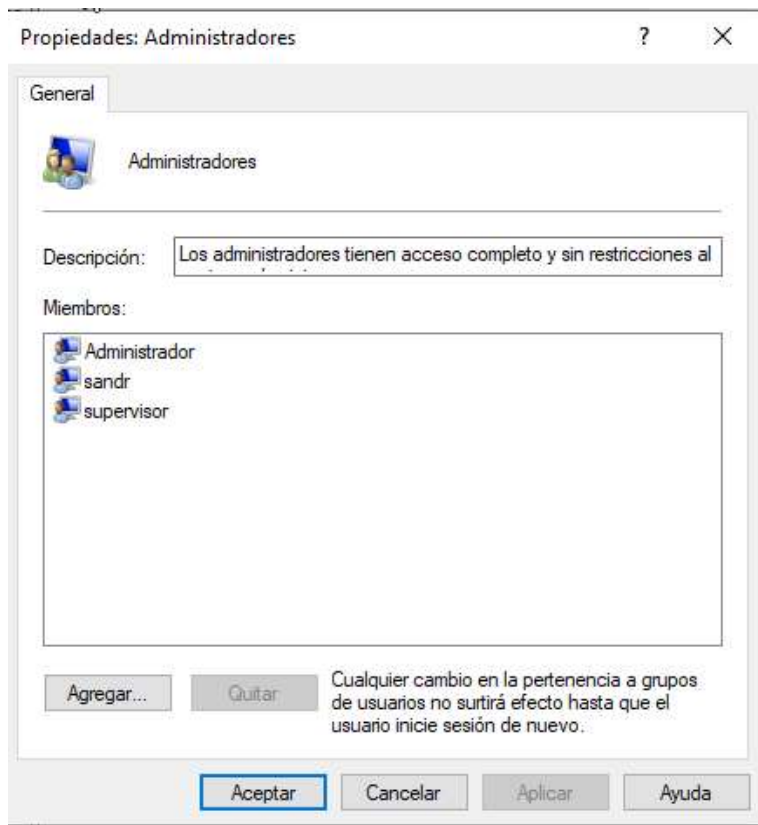 Propiedades: Administradores
?
General
Administradores
Descripción:
Los administradores tienen acceso completo y sin restricciones al
Miembros:
Administrador
sandr
supervisor
Agregar...
Quitar
Cualquier cambio en la pertenencia a grupos
de usuarios no surtirá efecto hasta que el
usuario inicie sesión de nuevo.
Aceptar
Cancelar
Aplicar
Ayuda